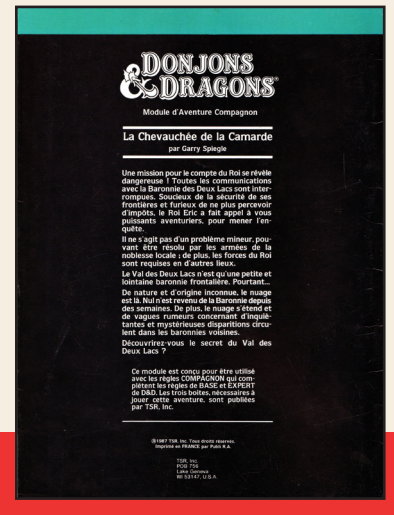 DONJONS
& DRAGONS®
Module d'Aventure Compagnon
La Chevauchée de la Camarde
par Garry Spiegle
Une mission pour le compte du Roi se révèle
dangereuse ! Toutes les communications
avec la Baronnie des Deux Lacs sont inter-
rompues. Soucieux de la sécurité de ses
frontières et furieux de ne plus percevoir
d'impôts, le Roi Eric a fait appel à vous
puissants aventuriers, pour mener l'en-
quête.
Il ne s'agit pas d'un problème mineur, pou-
vant être résolu par les armées de la
noblesse locale ; de plus, les forces du Roi
sont requises en d'autres lieux.
Le Val des Deux Lacs n'est qu'une petite et
lointaine baronnie frontalière. Pourtant...
De nature et d'origine inconnue, le nuage
est là. Nul n'est revenu de la Baronnie depuis
des semaines. De plus, le nuage s'étend et
de vagues rumeurs concernant d'inquié-
tantes et mystérieuses disparitions circu-
lent dans les baronnies voisines.
Découvrirez-vous le secret du Val des
Deux Lacs ?
Ce module est conçu pour être utilisé
avec les règles COMPAGNON qui com-
plètent les règles de BASE et EXPERT
de D&D. Les trois boites, nécessaires à
jouer cette aventure, sont publiées
par TSR, Inc.
@1987 TSR, Inc. Tous droits réservés.
Imprimé en FRANCE par Publi R.A.
TSR, Inc.
POB 756
Lake Geneva
WI 53147, U.S.A.